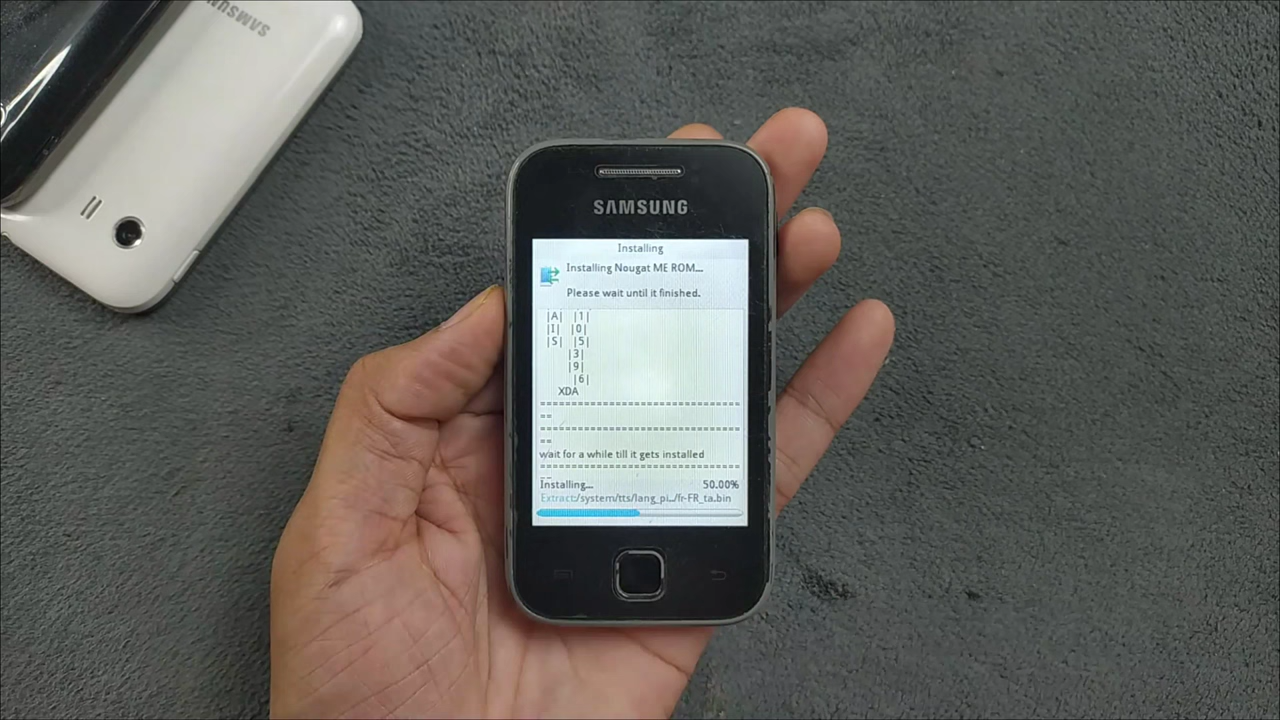 SAMSUNG
SAMSUNG
Installing
Installing Nougat ME ROM...
Please wait until it finished.
|A| |1|
|I| |0|
|S| |5|
|3|
|9|
|6|
XDA
=====================================
==
=====================================
==
wait for a while till it gets installed
=====================================
Installing... 50.00%
Extract:/system/tts/lang_pi.../fr-FR_ta.bin